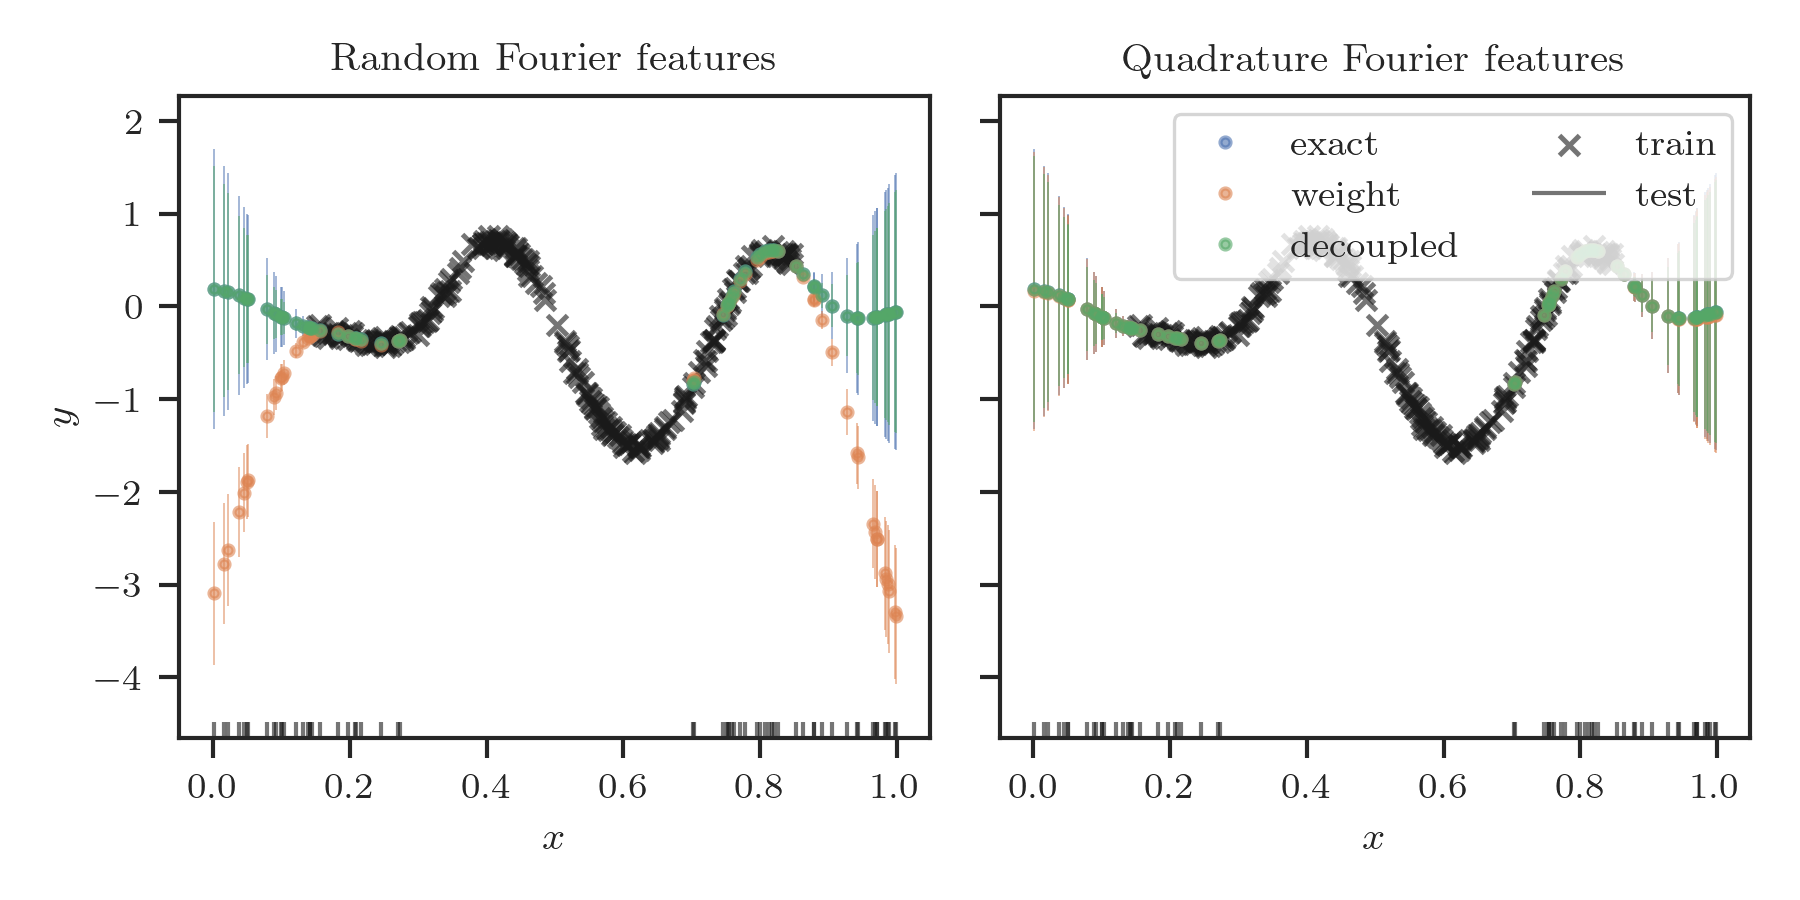 Random Fourier features
Quadrature Fourier features
2
1
0
−1
−2
−3
−4
y
exact
weight
decoupled
train
test
0.0 0.2 0.4 0.6 0.8 1.0
0.0 0.2 0.4 0.6 0.8 1.0
x
x